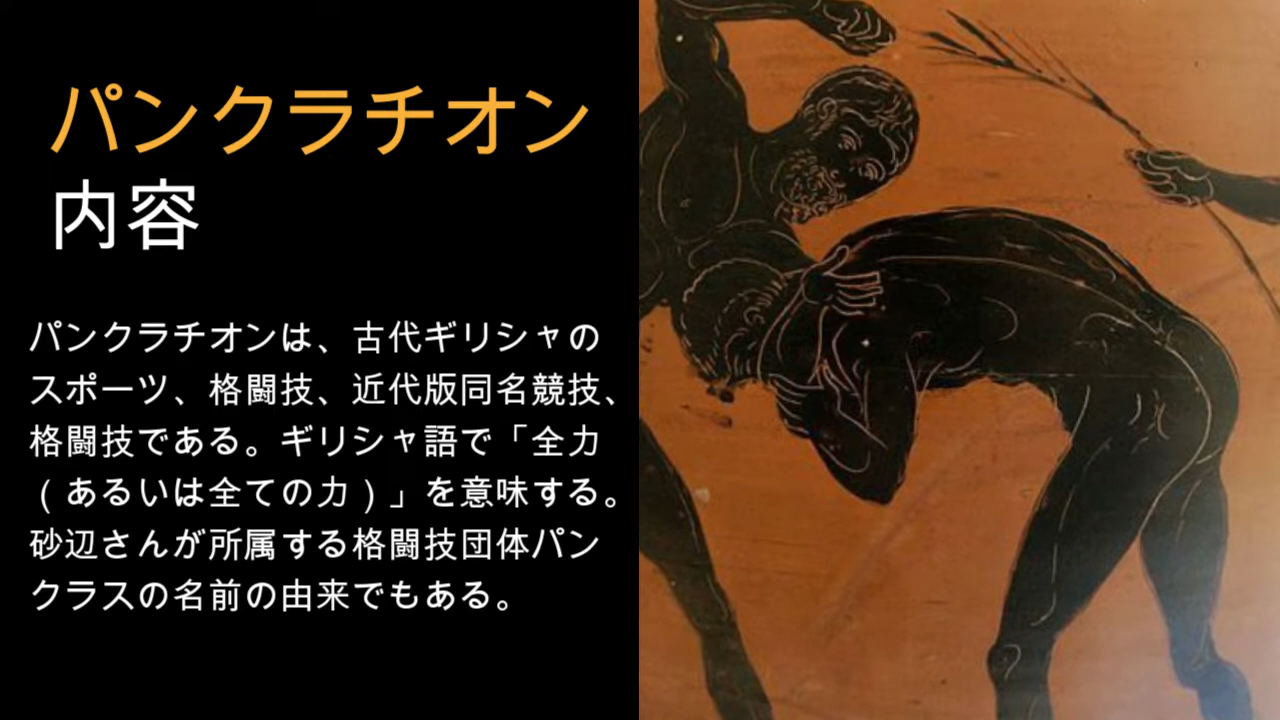 パンクラチオン
内容
パンクラチオンは、古代ギリシャの
スポーツ、格闘技、近代版同名競技、
格闘技である。ギリシャ語で「全力
（あるいは全ての力）」を意味する。
砂辺さんが所属する格闘技団体パン
クラスの名前の由来でもある。